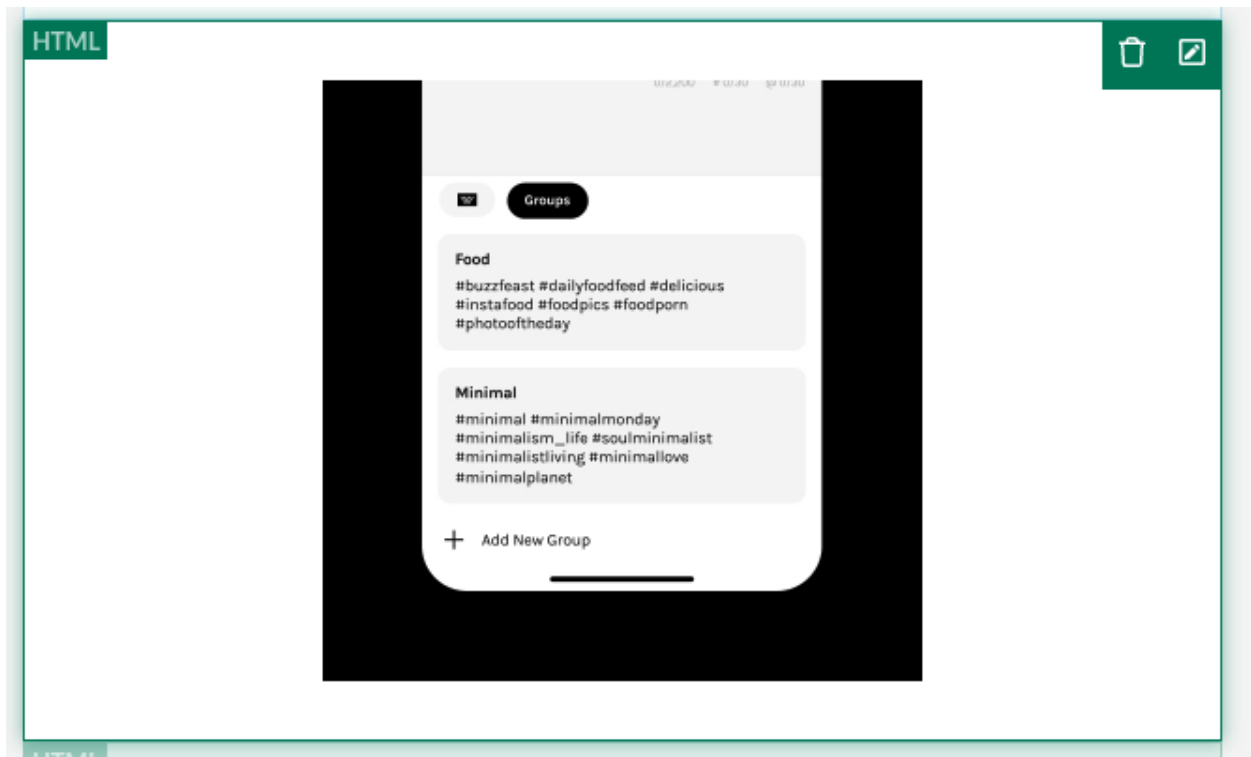 HTML
Groups
Food
#buzzfeast #dailyfoodfeed #delicious
#instafood #foodpics #foodporn
#photooftheday
Minimal
#minimal #minimalmonday
#minimalism_life #soulminimalist
#minimalistliving #minimallove
#minimalplanet
Add New Group
HTML